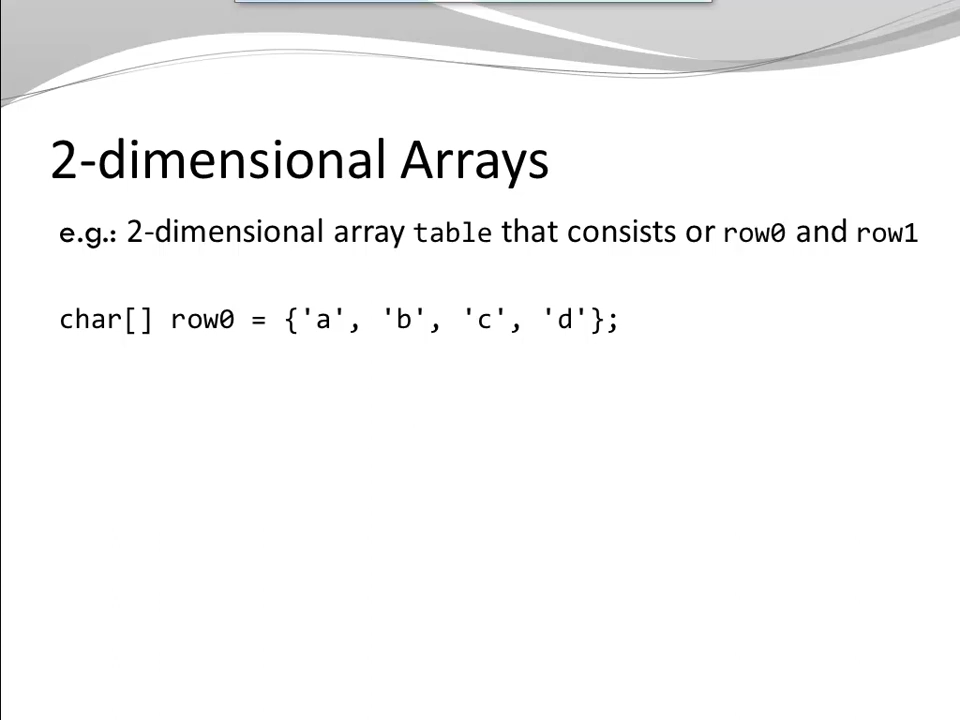 2-dimensional Arrays
e.g.: 2-dimensional array table that consists or row0 and row1
char[] row0 = {'a', 'b', 'c', 'd'};